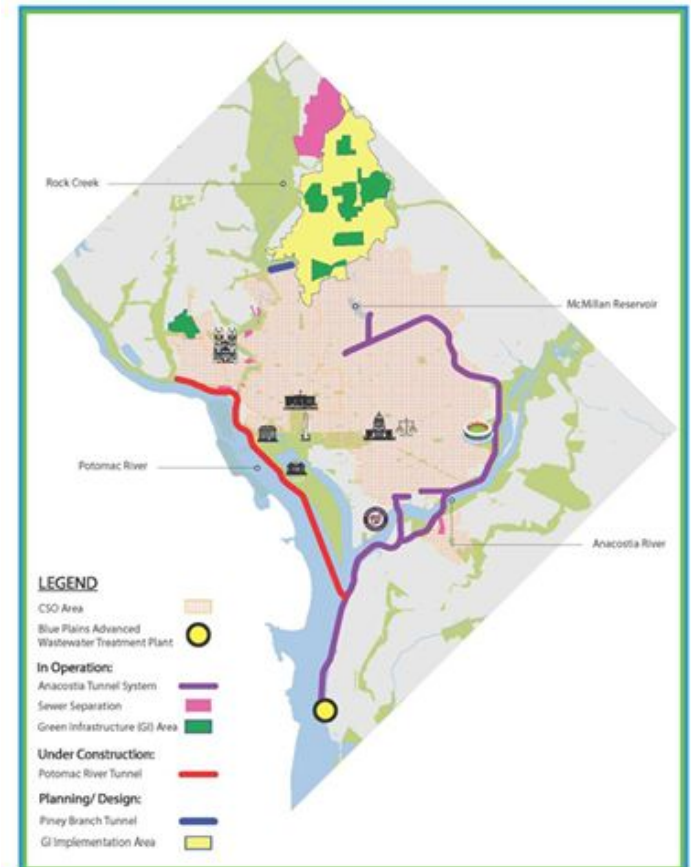 Rock Creek
McMillan Reservoir
Potomac River
Anacostia River
LEGEND
CSO Area
Blue Plains Advanced
Wastewater Treatment Plant
In Operation:
Anacostia Tunnel System
Sewer Separation
Green Infrastructure (GI) Area
Under Construction:
Potomac River Tunnel
Planning/ Design:
Piney Branch Tunnel
GI Implementation Area